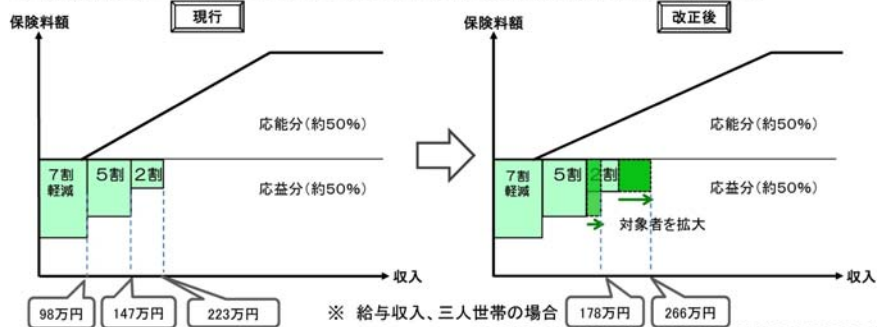 現行
保険料額
応能分(約50%)
7割
軽減
5割
2割
応益分(約50%)
収入
98万円
147万円
223万円
改正後
保険料額
応能分(約50%)
7割
軽減
5割
2割
応益分(約50%)
対象者を拡大
収入
178万円
266万円
※ 給与収入、三人世帯の場合